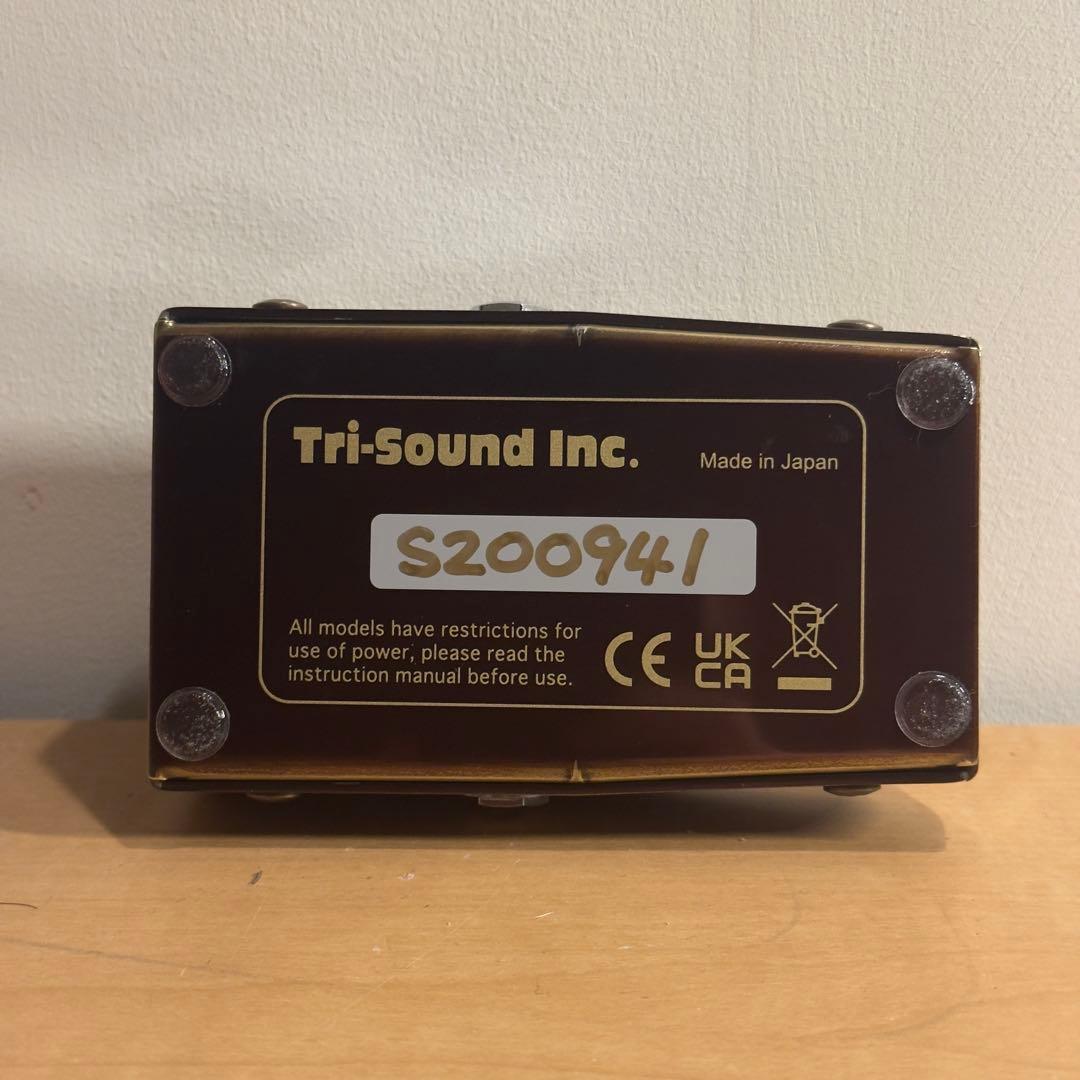 Tri-Sound Inc.
Made in Japan
S200941
All models have restrictions for
use of power, please read the
instruction manual before use.
CE
UK
CA